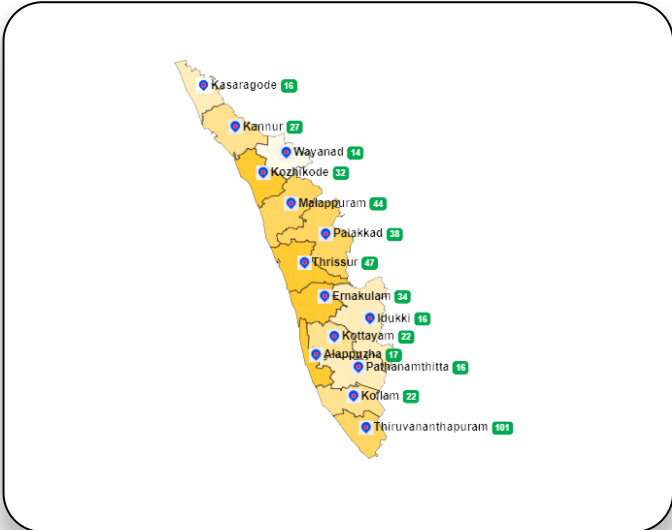 Kasaragode 16
Kannur 27
Wayanad 14
Kozhikode 32
Malappuram 44
Palakkad 38
Thrissur 47
Ernakulam 34
Idukki 16
Kottayam 22
Alappuzha 17
Pathanamthitta 16
Kollam 22
Thiruvananthapuram 101